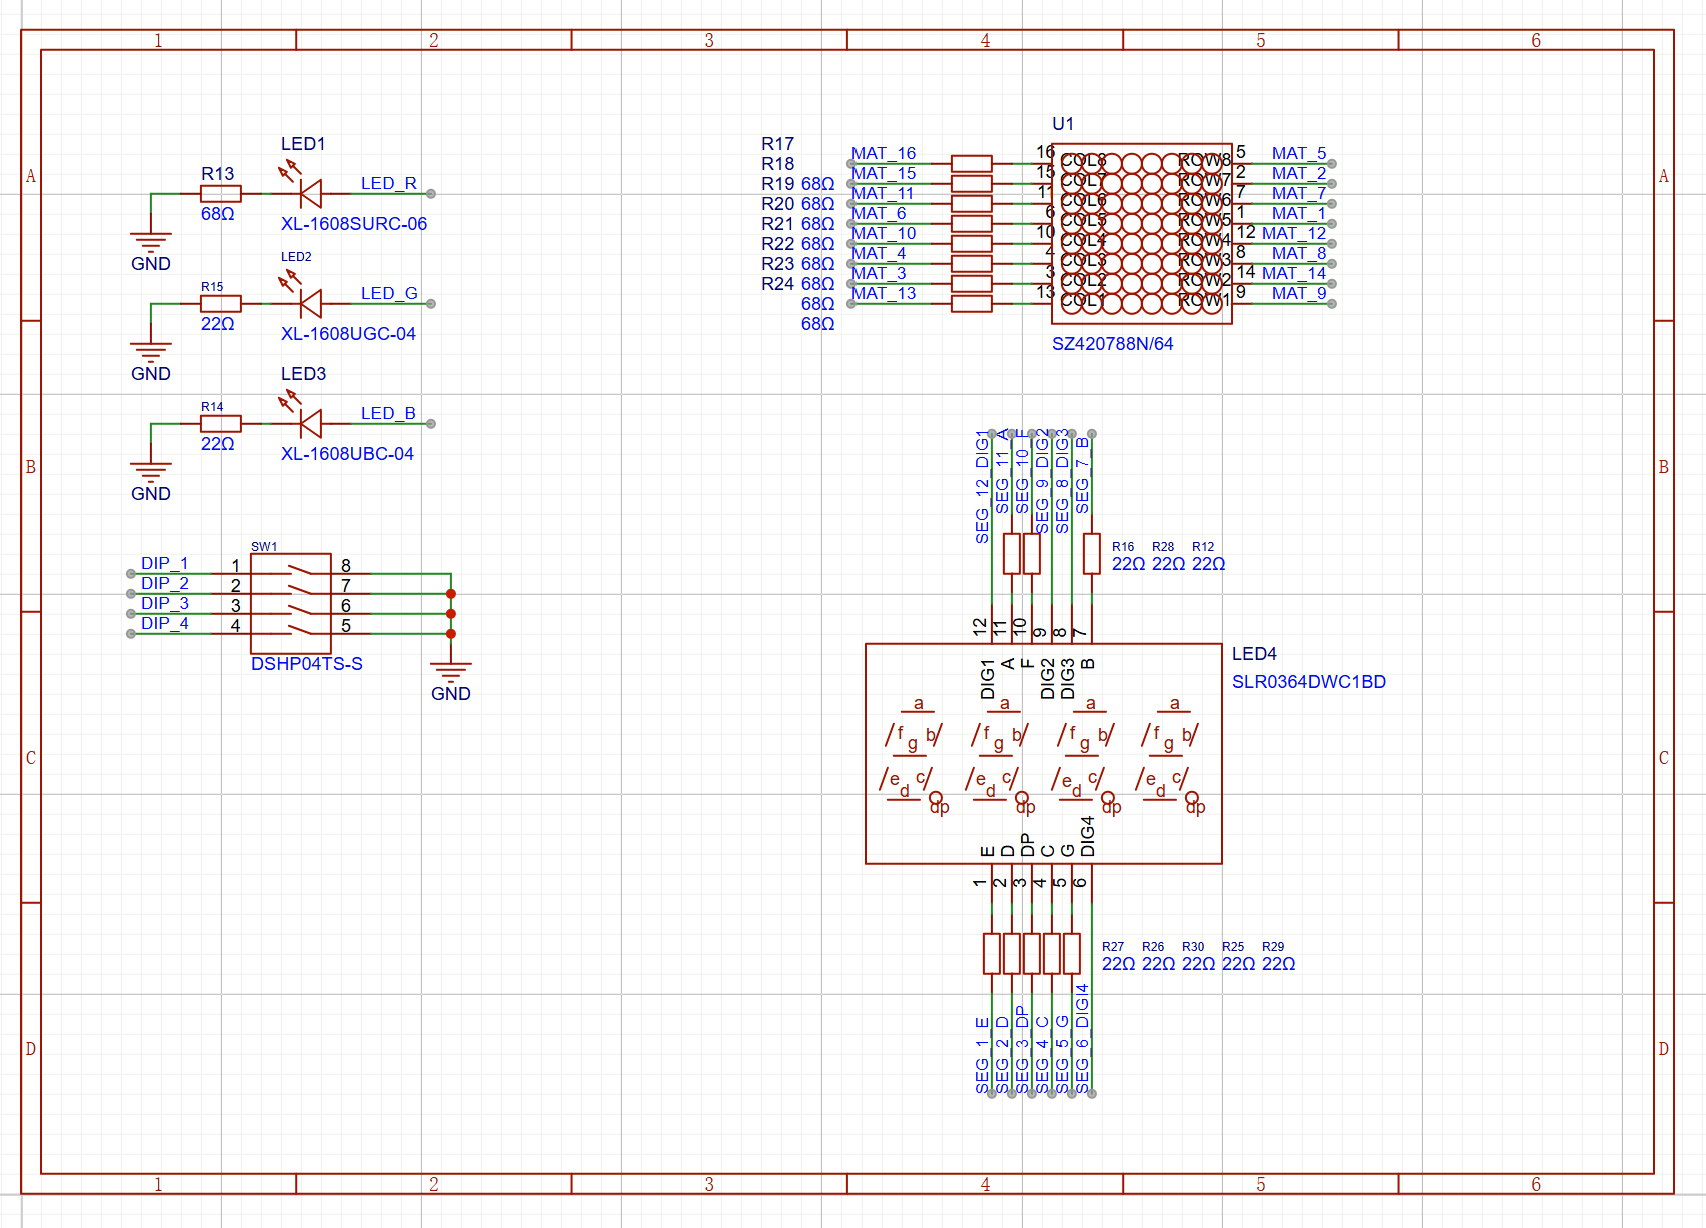 1 2 3 4 5 6
A
B
C
D
A
B
C
D
LED1
R13
LED_R
68Ω
XL-1608SURC-06
GND
LED2
R15
LED_G
22Ω
XL-1608UGC-04
GND
LED3
R14
LED_B
22Ω
XL-1608UBC-04
GND
SW1
DIP_1 1 8
DIP_2 2 7
DIP_3 3 6
DIP_4 4 5
DSHP04TS-S
GND
U1
R17
R18
R19 68Ω
R20 68Ω
R21 68Ω
R22 68Ω
R23 68Ω
R24 68Ω
68Ω
68Ω
MAT_16 16 COL8 ROW8 5 MAT_5
MAT_15 15 COL7 ROW7 2 MAT_2
MAT_11 11 COL6 ROW6 7 MAT_7
MAT_6 6 COL5 ROW5 1 MAT_1
MAT_10 10 COL4 ROW4 12 MAT_12
MAT_4 4 COL3 ROW3 8 MAT_8
MAT_3 3 COL2 ROW2 14 MAT_14
MAT_13 13 COL1 ROW1 9 MAT_9
SZ420788N/64
SEG_12_DIG1
SEG_11_A
SEG_10_F
SEG_9_DIG2
SEG_8_DIG3
SEG_7_B
R16 R28 R12
22Ω 22Ω 22Ω
12 11 10 9 8 7
DIG1 A F DIG2 DIG3 B
LED4
SLR0364DWC1BD
a a a a
f b f b f b f b
g g g g
e c e c e c e c
d d d d
dp dp dp dp
E D DP C G DIG4
1 2 3 4 5 6
R27 R26 R30 R25 R29
22Ω 22Ω 22Ω 22Ω 22Ω
SEG_1_E
SEG_2_D
SEG_3_DP
SEG_4_C
SEG_5_G
SEG_6_DIGI4
1 2 3 4 5 6